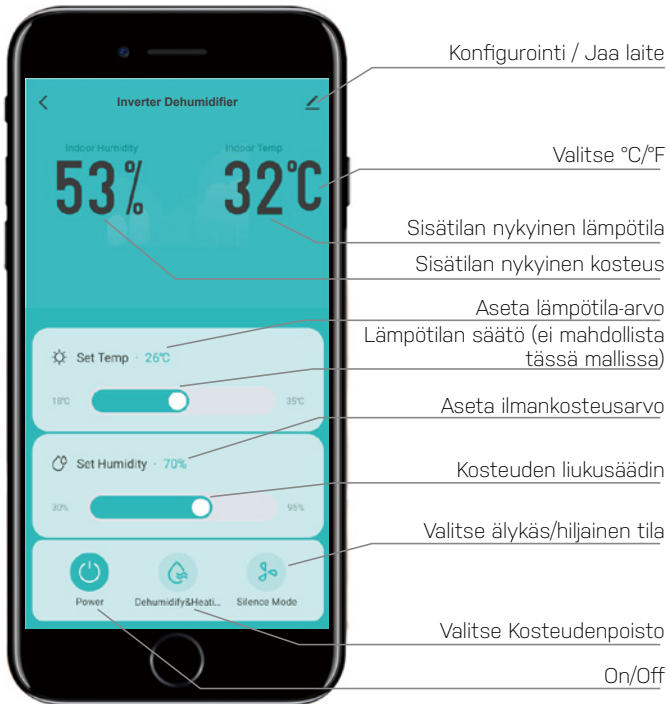 Konfigurointi / Jaa laite
Inverter Dehumidifier
Indoor Humidity
Indoor Temp
53%
32°C
Valitse °C/°F
Sisätilan nykyinen lämpötila
Sisätilan nykyinen kosteus
Aseta lämpötila-arvo
Lämpötilan säätö (ei mahdollista
tässä mallissa)
Set Temp · 26°C
18°C
35°C
Aseta ilmankosteusarvo
Set Humidity · 70%
Kosteuden liukusäädin
30%
95%
Valitse älykäs/hiljainen tila
Power
Dehumidify&Heati...
Silence Mode
Valitse Kosteudenpoisto
On/Off